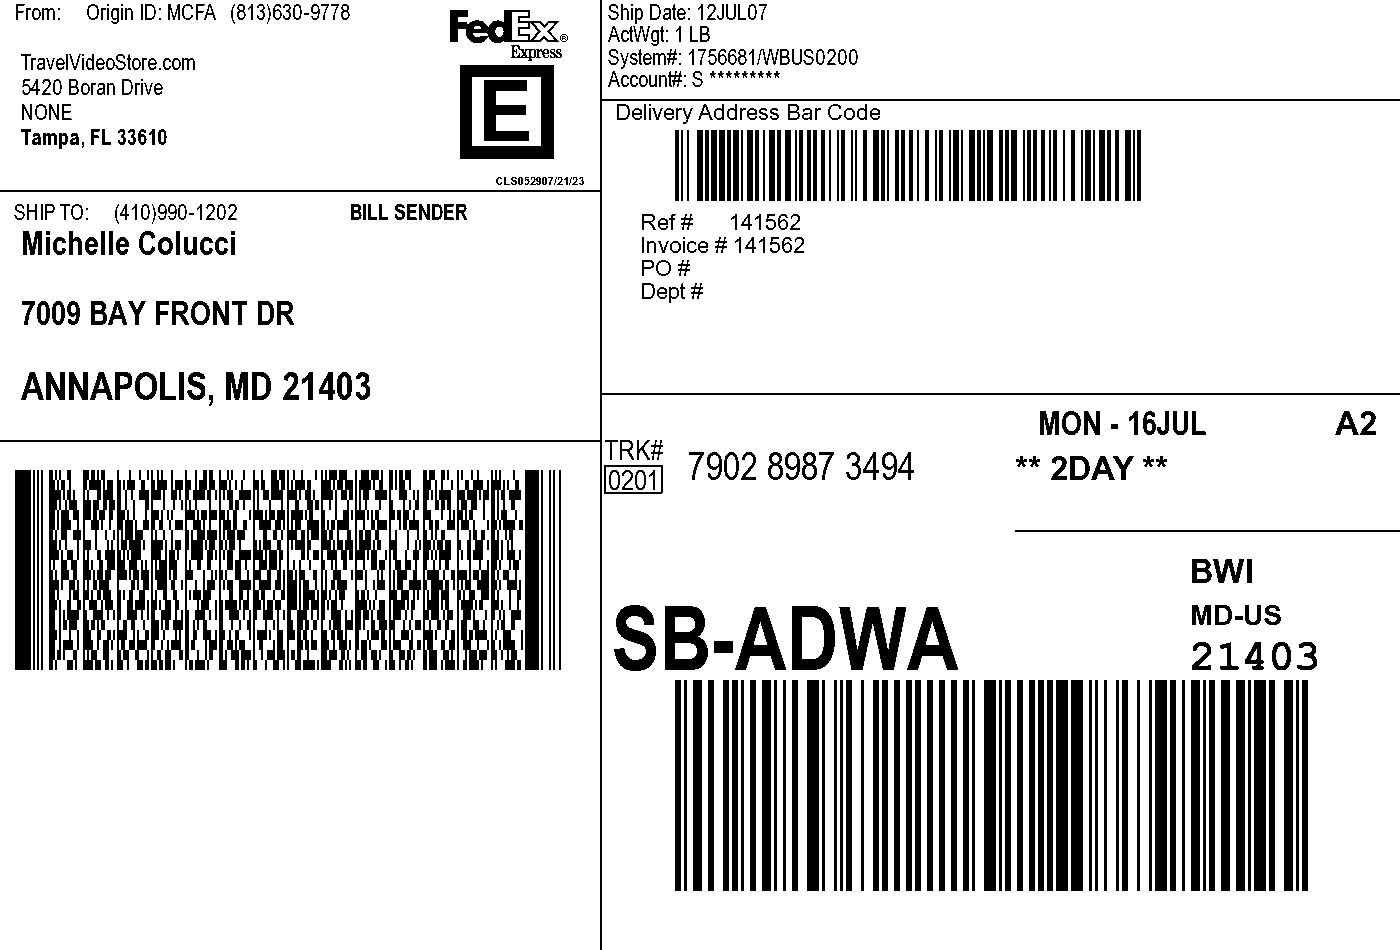 From: Origin ID: MCFA (813)630-9778
TravelVideoStore.com
5420 Boran Drive
NONE
Tampa, FL 33610
FedEx®
Express
E
CLS052907/21/23
Ship Date: 12JUL07
ActWgt: 1 LB
System#: 1756681/WBUS0200
Account#: S *********
Delivery Address Bar Code
Ref # 141562
Invoice # 141562
PO #
Dept #
SHIP TO: (410)990-1202 BILL SENDER
Michelle Colucci
7009 BAY FRONT DR
ANNAPOLIS, MD 21403
MON - 16JUL A2
TRK# 7902 8987 3494 ** 2DAY **
0201
BWI
SB-ADWA MD-US
21403